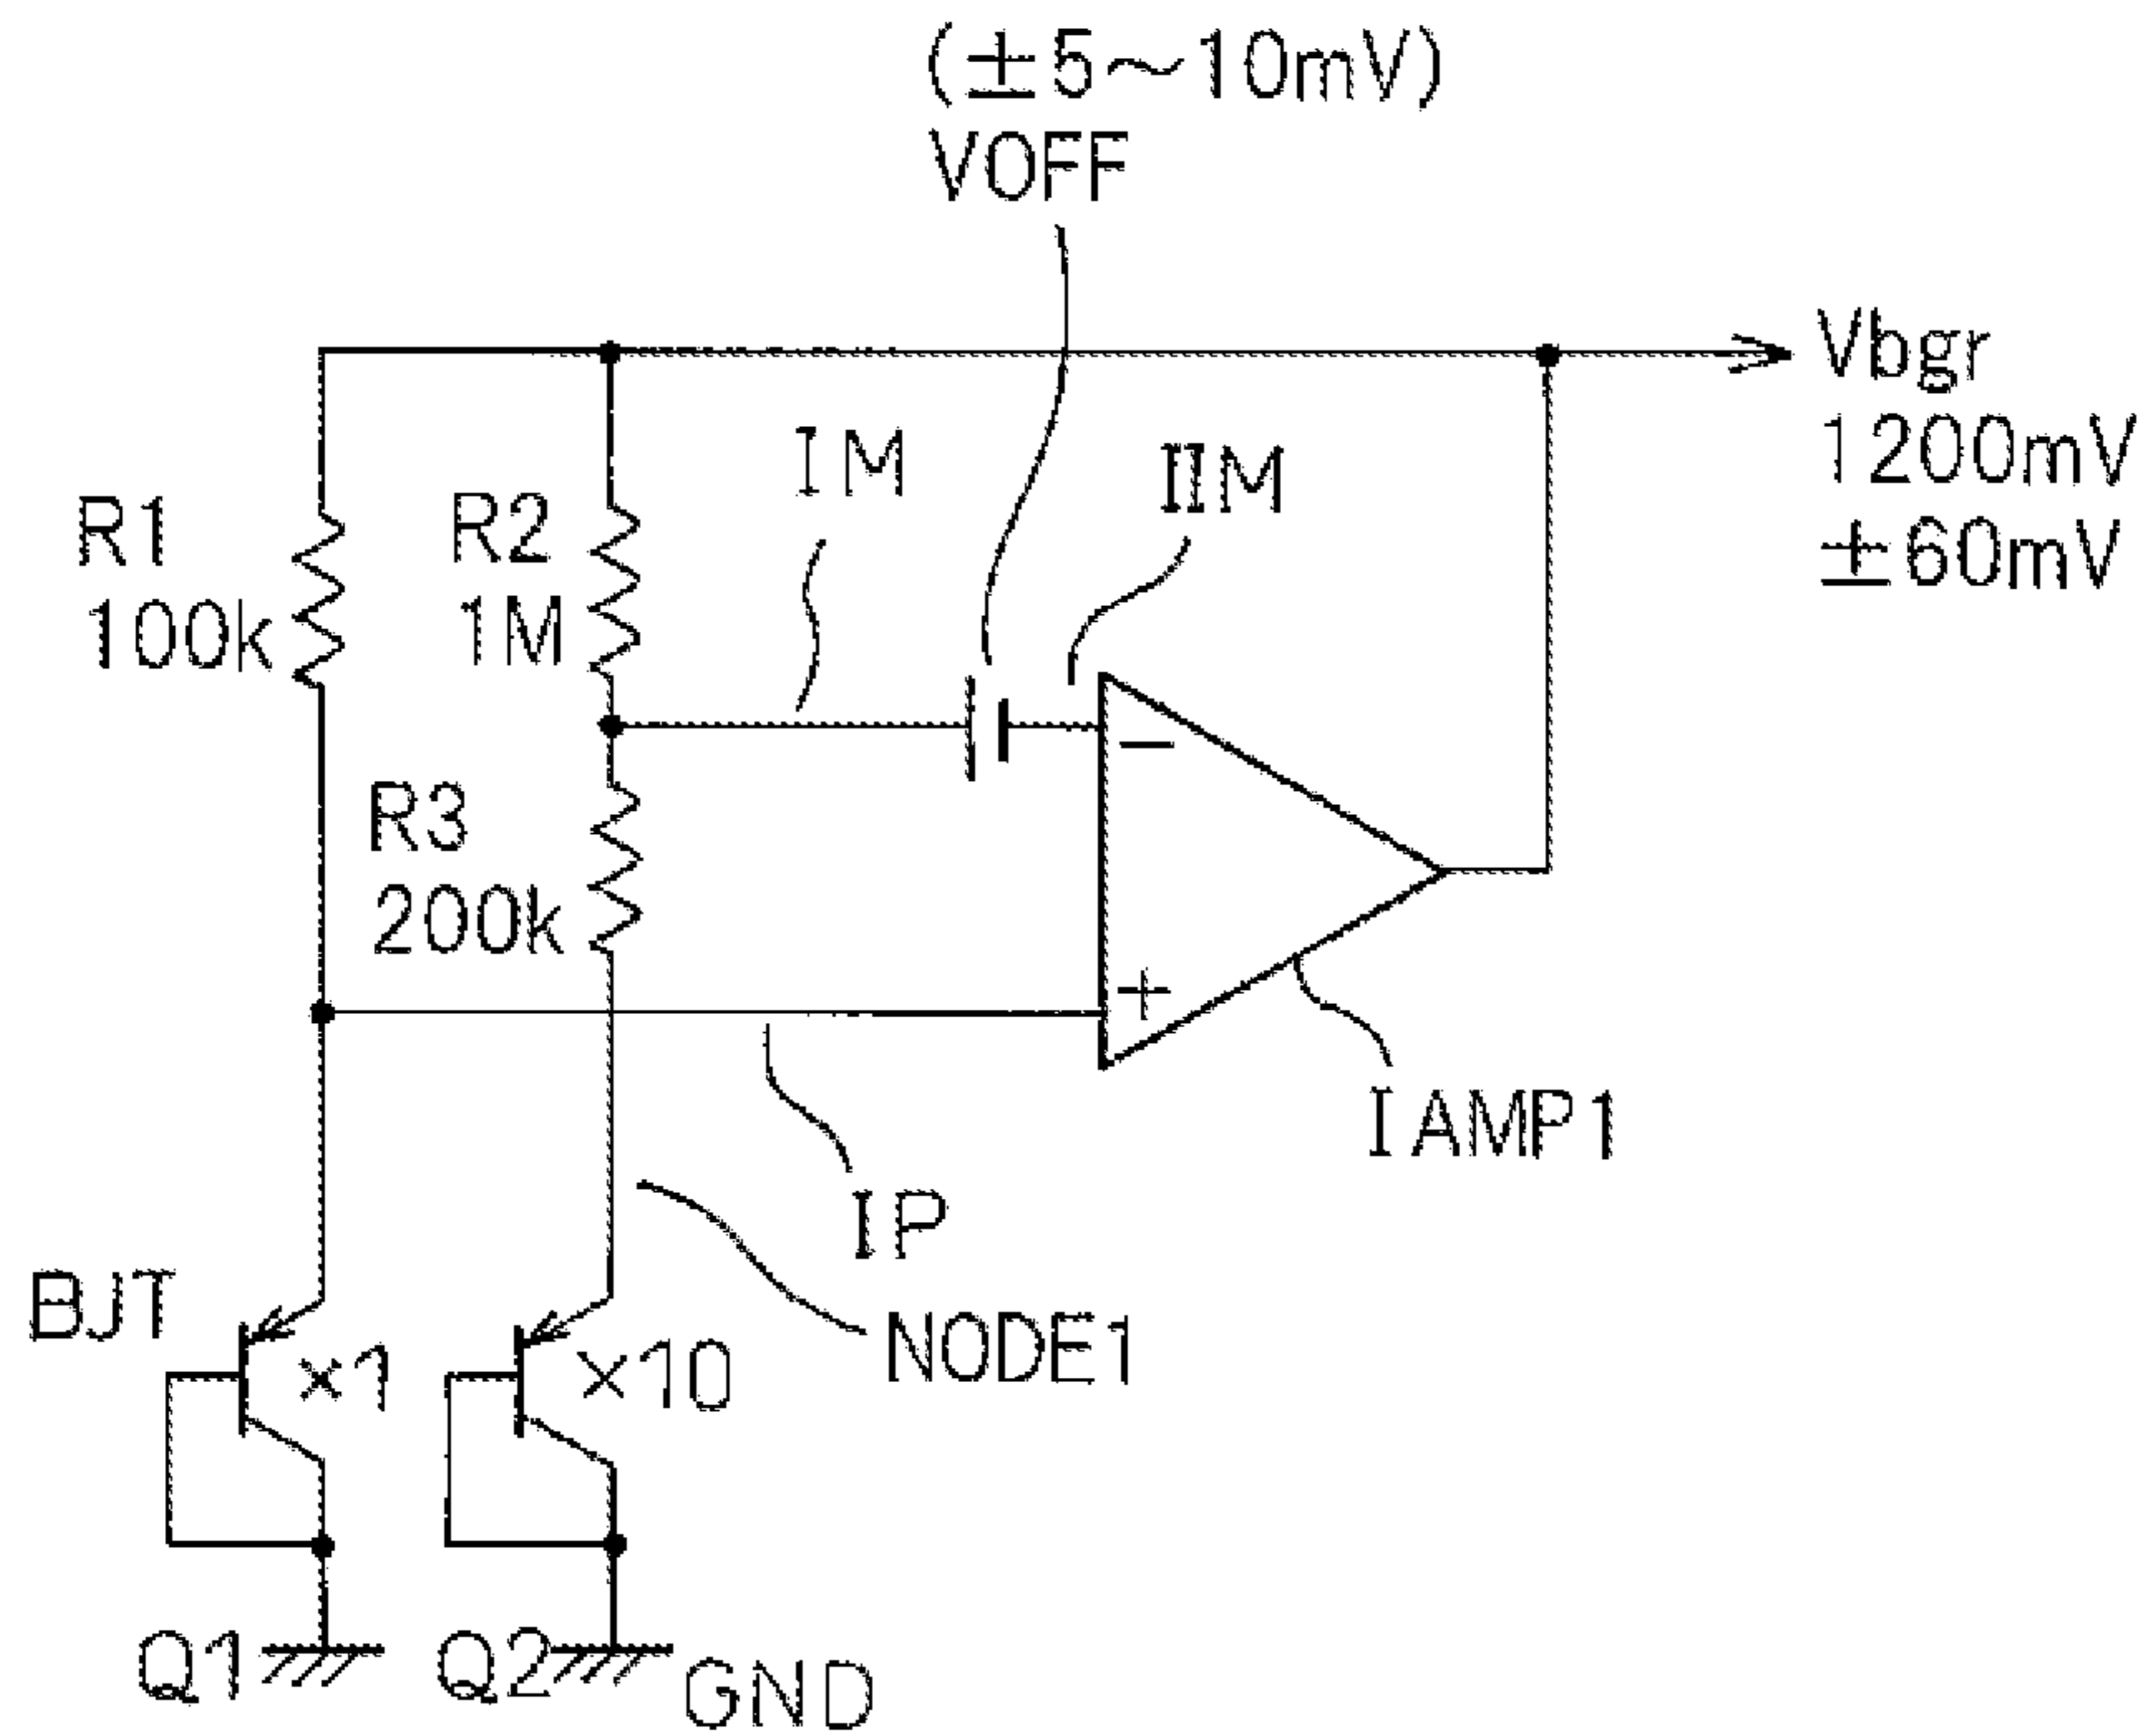 (±5~10mV)
VOFF
Vbgr
1200mV
±60mV
IM
IIM
R1
100k
R2
1M
R3
200k
−
+
IAMP1
IP
NODE1
BJT
×1
×10
Q1
Q2
GND